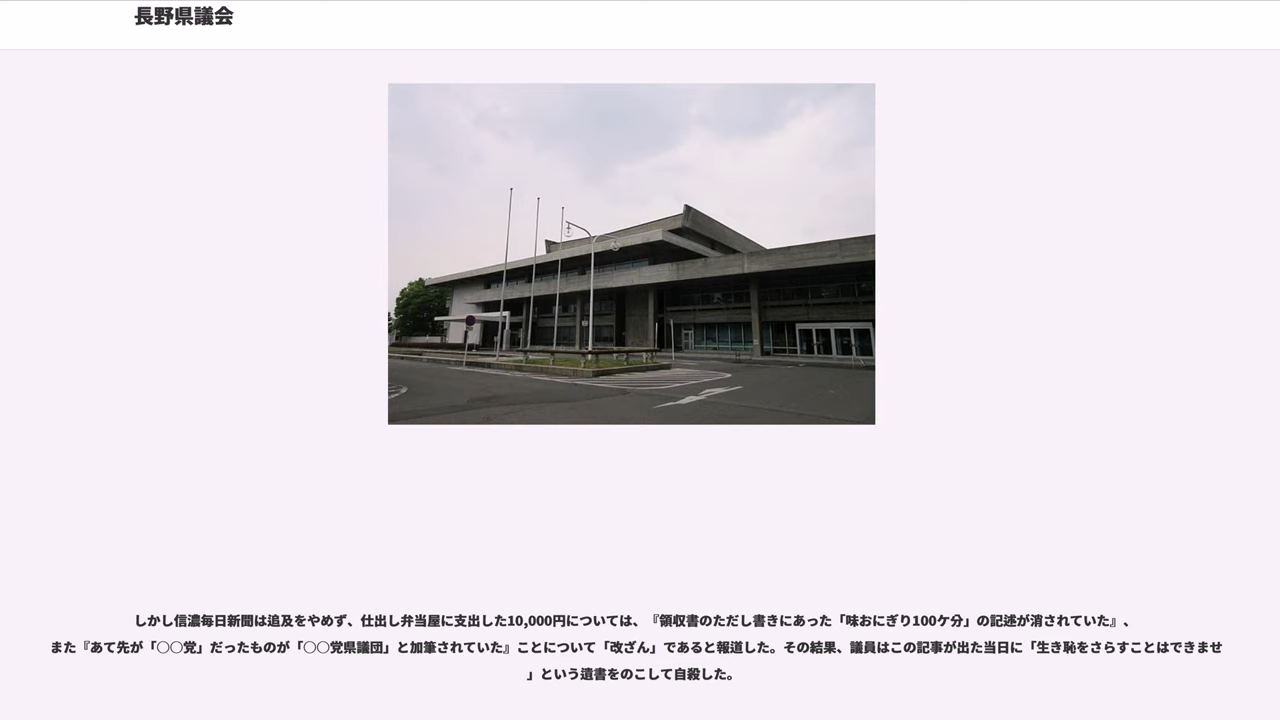 長野県議会
しかし信濃毎日新聞は追及をやめず、仕出し弁当屋に支出した10,000円については、『領収書のただし書きにあった「味おにぎり100ケ分」の記述が消されていた』、
また『あて先が「〇〇党」だったものが「〇〇党県議団」と加筆されていた』ことについて「改ざん」であると報道した。その結果、議員はこの記事が出た当日に「生き恥をさらすことはできませ
」という遺書をのこして自殺した。